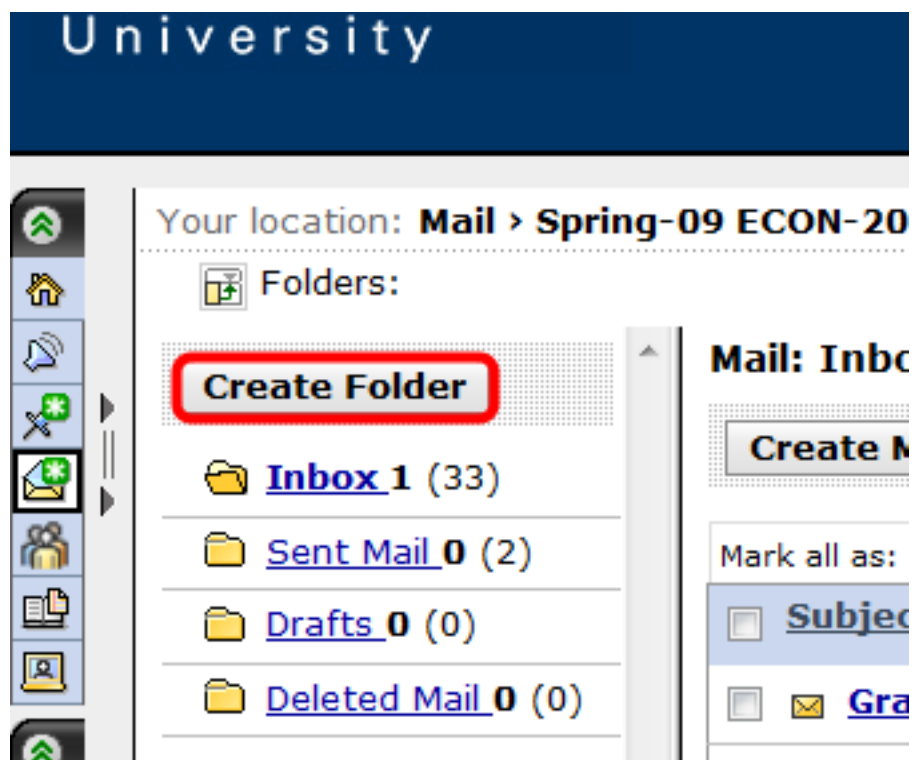 University
Your location: Mail › Spring-09 ECON-20
Folders:
Create Folder
Inbox 1 (33)
Sent Mail 0 (2)
Drafts 0 (0)
Deleted Mail 0 (0)
Mail: Inbo
Create M
Mark all as:
Subjec
Gra